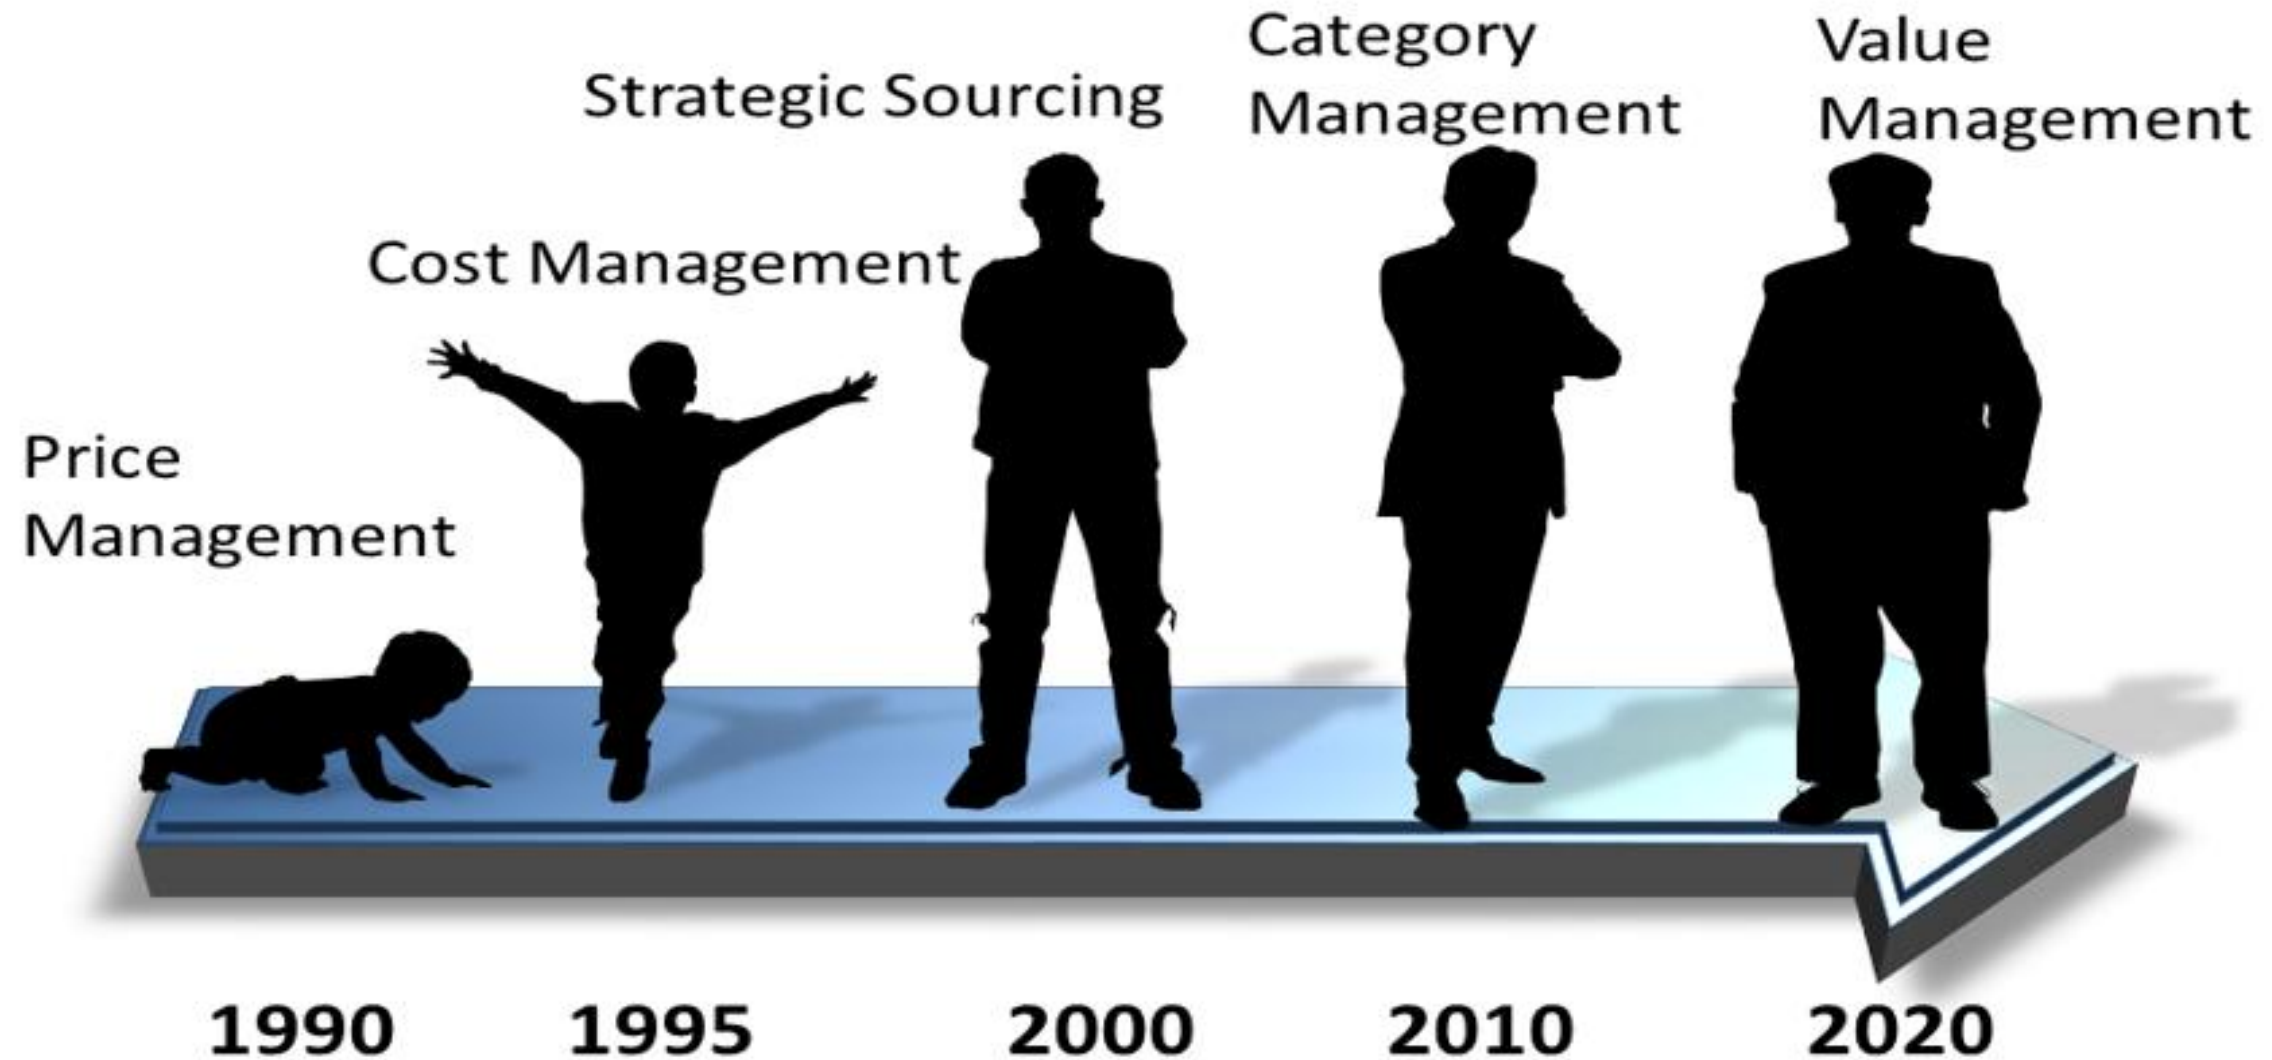 Price
Management
Cost Management
Strategic Sourcing
Category
Management
Value
Management
1990
1995
2000
2010
2020